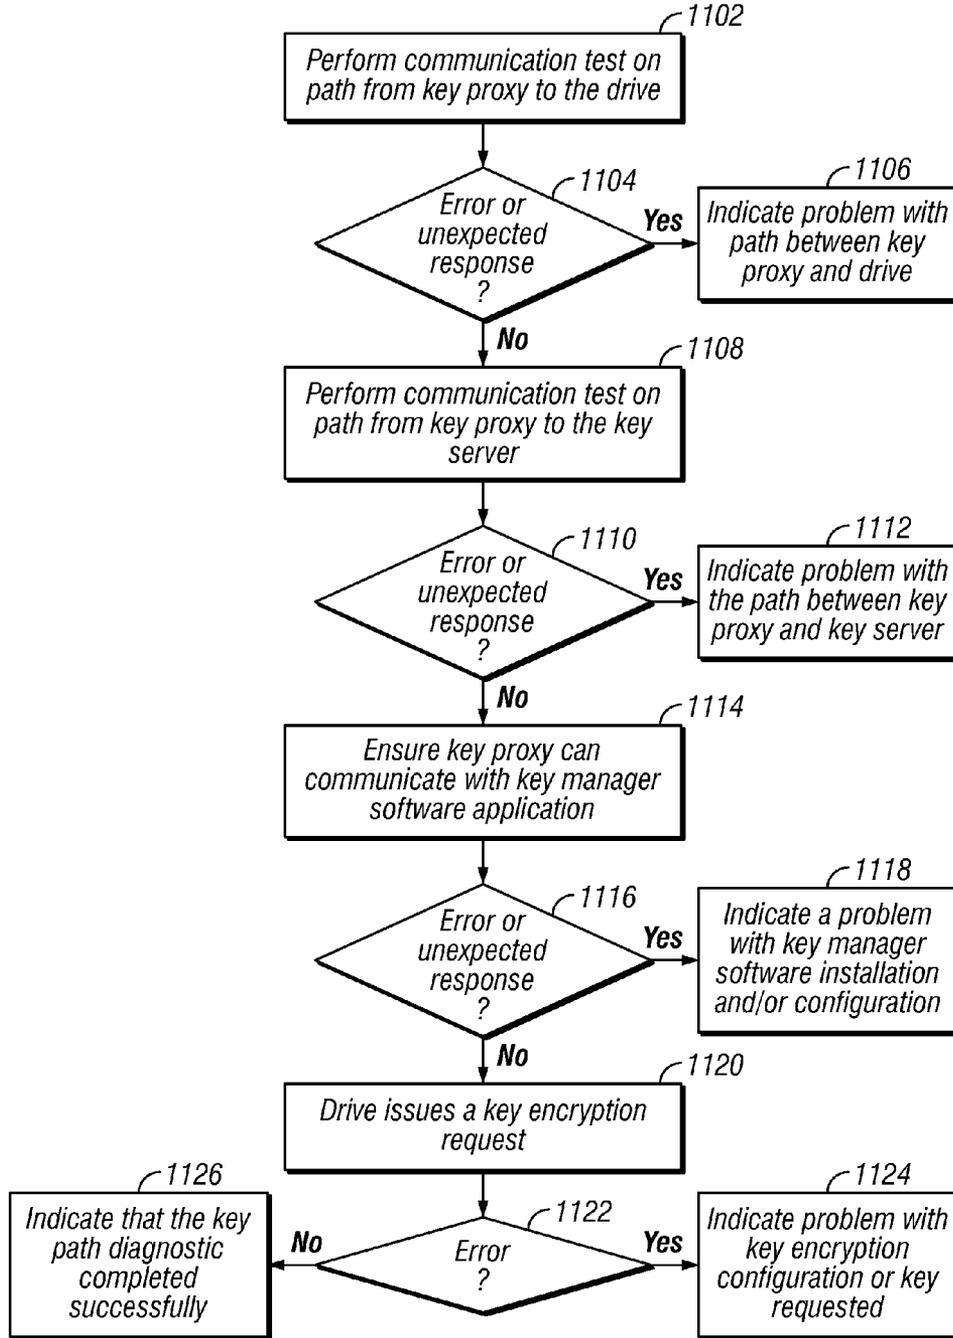 1102
Perform communication test on
path from key proxy to the drive
1104
Error or
unexpected
response
?
Yes
1106
Indicate problem with
path between key
proxy and drive
No
1108
Perform communication test on
path from key proxy to the key
server
1110
Error or
unexpected
response
?
Yes
1112
Indicate problem with
the path between key
proxy and key server
No
1114
Ensure key proxy can
communicate with key manager
software application
1116
Error or
unexpected
response
?
Yes
1118
Indicate a problem
with key manager
software installation
and/or configuration
No
1120
Drive issues a key encryption
request
1122
Error
?
Yes
1124
Indicate problem with
key encryption
configuration or key
requested
No
1126
Indicate that the key
path diagnostic
completed
successfully